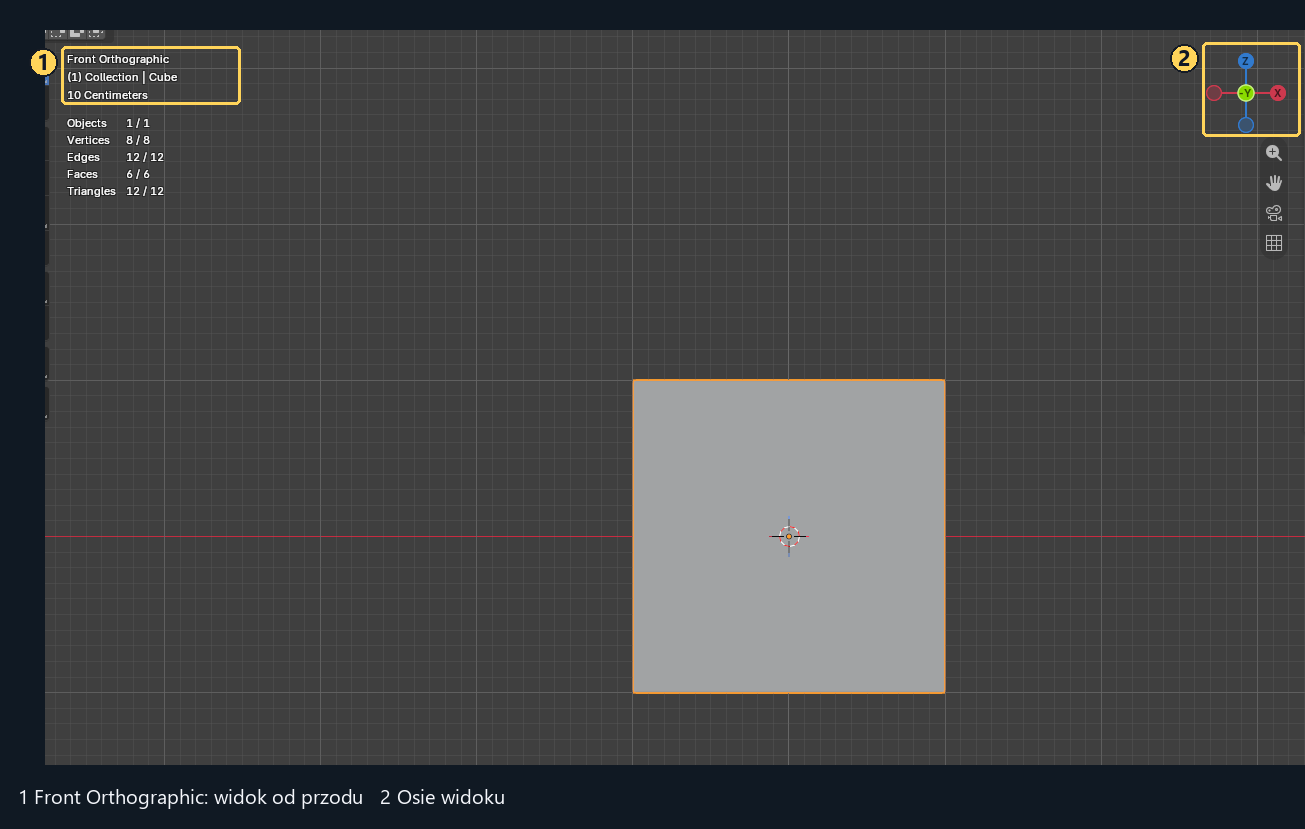 1
Front Orthographic
(1) Collection | Cube
10 Centimeters
Objects 1 / 1
Vertices 8 / 8
Edges 12 / 12
Faces 6 / 6
Triangles 12 / 12
2
Z
-Y X
1 Front Orthographic: widok od przodu 2 Osie widoku